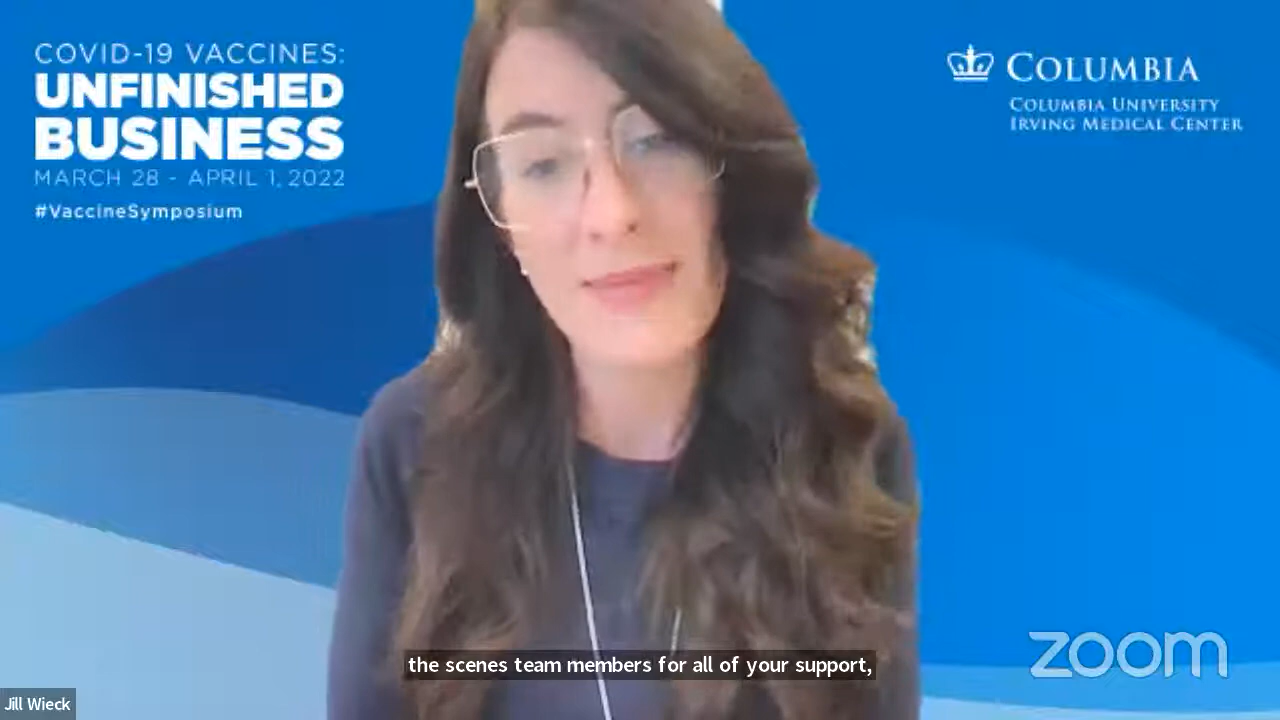 COVID-19 VACCINES:
UNFINISHED
BUSINESS
MARCH 28 - APRIL 1, 2022
#VaccineSymposium
COLUMBIA
COLUMBIA UNIVERSITY
IRVING MEDICAL CENTER
the scenes team members for all of your support,
zoom
Jill Wieck